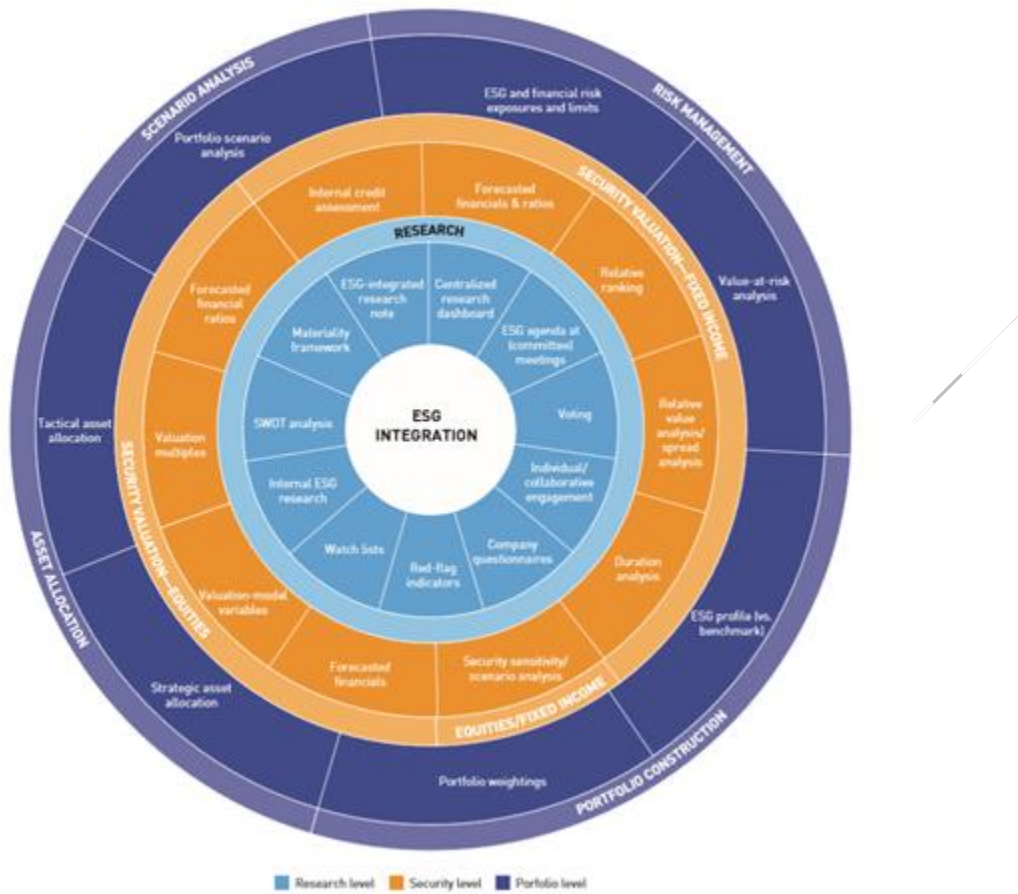 SCENARIO ANALYSIS
RISK MANAGEMENT
ESG and financial risk
exposures and limits
Portfolio scenario
analysis
SECURITY VALUATION—FIXED INCOME
Internal credit
assessment
Forecasted
financials & ratios
RESEARCH
Relative
ranking
Value-at-risk
analysis
Forecasted
financial
ratios
ESG-integrated
research
note
Centralized
research
dashboard
Materiality
framework
ESG agenda at
(committee)
meetings
Tactical asset
allocation
Valuation
multiples
SWOT analysis
ESG
INTEGRATION
Voting
Relative
value
analysis/
spread
analysis
Internal ESG
research
Individual/
collaborative
engagement
SECURITY VALUATION—EQUITIES
Watch lists
Red-flag
indicators
Company
questionnaires
Duration
analysis
ASSET ALLOCATION
Valuation-model
variables
ESG profile (vs.
benchmark)
Forecasted
financials
Security sensitivity/
scenario analysis
Strategic asset
allocation
EQUITIES/FIXED INCOME
PORTFOLIO CONSTRUCTION
Portfolio weightings
Research level
Security level
Porfolio level